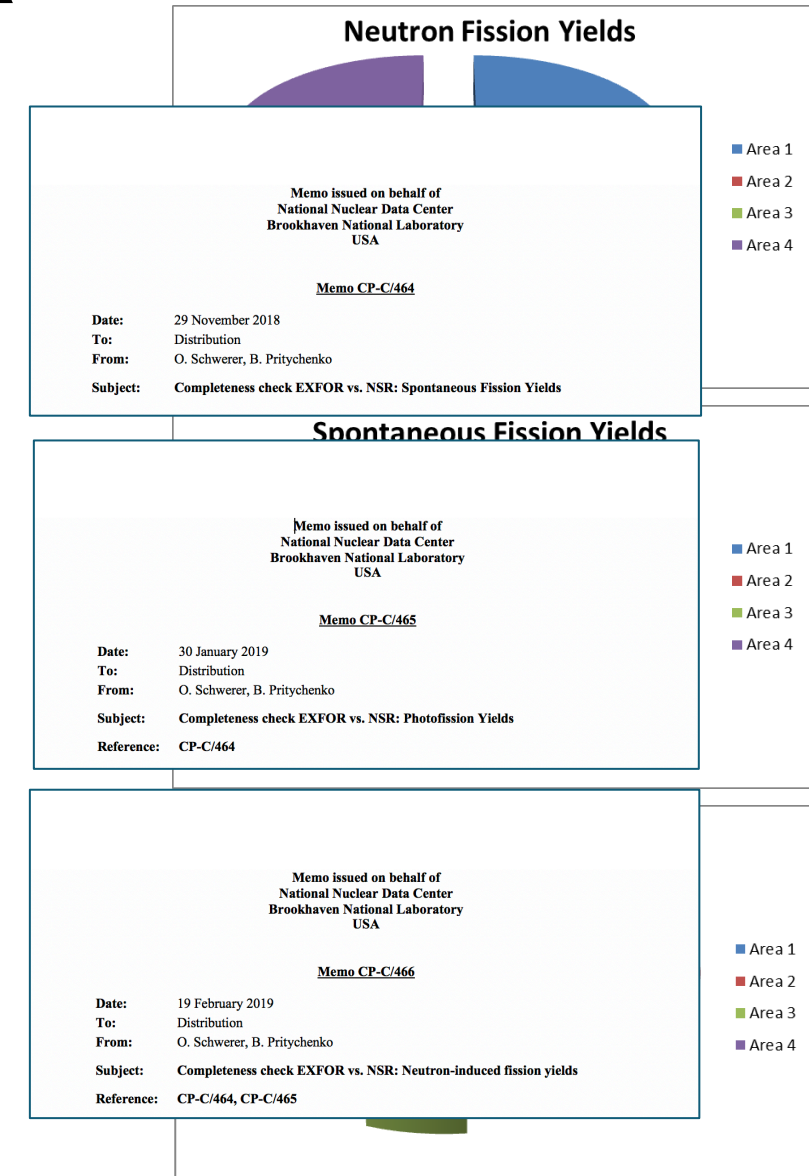 Neutron Fission Yields
Area 1
Area 2
Area 3
Area 4
Memo issued on behalf of
National Nuclear Data Center
Brookhaven National Laboratory
USA
Memo CP-C/464
Date: 29 November 2018
To: Distribution
From: O. Schwerer, B. Pritychenko
Subject: Completeness check EXFOR vs. NSR: Spontaneous Fission Yields
Spontaneous Fission Yields
Area 1
Area 2
Area 3
Area 4
Memo issued on behalf of
National Nuclear Data Center
Brookhaven National Laboratory
USA
Memo CP-C/465
Date: 30 January 2019
To: Distribution
From: O. Schwerer, B. Pritychenko
Subject: Completeness check EXFOR vs. NSR: Photofission Yields
Reference: CP-C/464
Memo issued on behalf of
National Nuclear Data Center
Brookhaven National Laboratory
USA
Memo CP-C/466
Date: 19 February 2019
To: Distribution
From: O. Schwerer, B. Pritychenko
Subject: Completeness check EXFOR vs. NSR: Neutron-induced fission yields
Reference: CP-C/464, CP-C/465
Area 1
Area 2
Area 3
Area 4